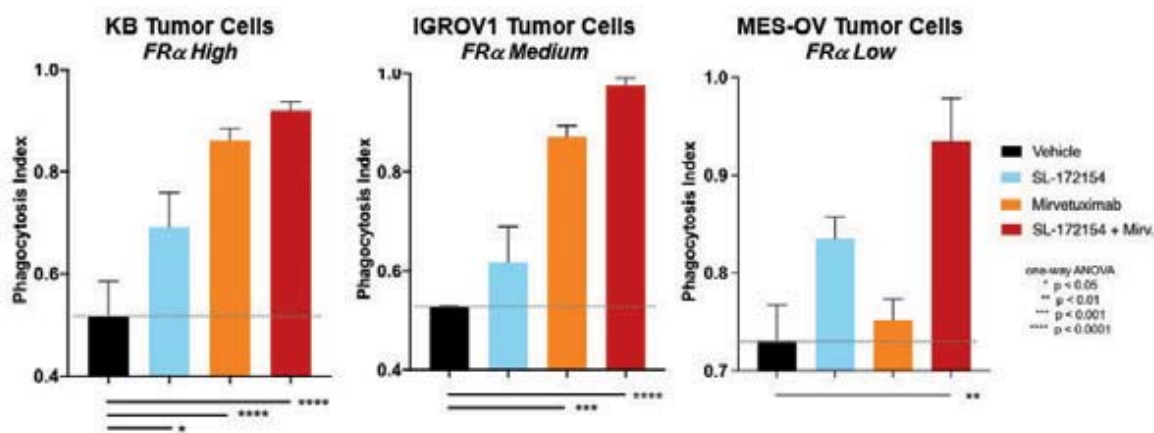 KB Tumor Cells
FRα High
Phagocytosis Index
1.0
0.8
0.6
0.4
****
****
*
IGROV1 Tumor Cells
FRα Medium
Phagocytosis Index
1.0
0.8
0.6
0.4
****
***
MES-OV Tumor Cells
FRα Low
Phagocytosis Index
1.0
0.9
0.8
0.7
**
Vehicle
SL-172154
Mirvetuximab
SL-172154 + Mirv.
one-way ANOVA
* p < 0.05
** p < 0.01
*** p < 0.001
**** p < 0.0001